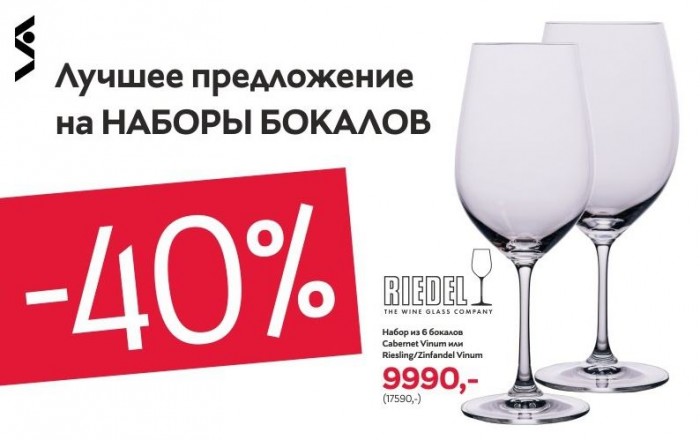 Лучшее предложение
на НАБОРЫ БОКАЛОВ
-40%
RIEDEL
THE WINE GLASS COMPANY
Набор из 6 бокалов
Cabernet Vinum или
Riesling/Zinfandel Vinum
9990,-
(17590,-)